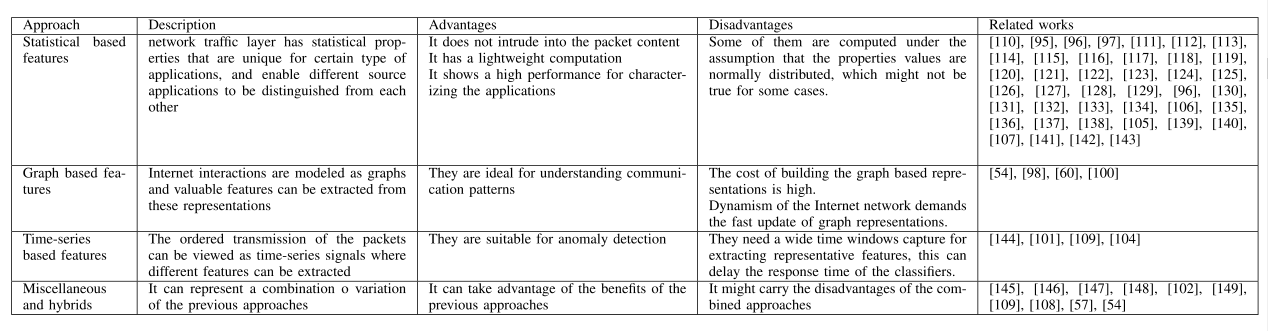 Approach Description Advantages Disadvantages Related works
Statistical based
features
network traffic layer has statistical prop-
erties that are unique for certain type of
applications, and enable different source
applications to be distinguished from each
other
It does not intrude into the packet content
It has a lightweight computation
It shows a high performance for character-
izing the applications
Some of them are computed under the
assumption that the properties values are
normally distributed, which might not be
true for some cases.
[110], [95], [96], [97], [111], [112], [113],
[114], [115], [116], [117], [118], [119],
[120], [121], [122], [123], [124], [125],
[126], [127], [128], [129], [96], [130],
[131], [132], [133], [134], [106], [135],
[136], [137], [138], [105], [139], [140],
[107], [141], [142], [143]
Graph based fea-
tures
Internet interactions are modeled as graphs
and valuable features can be extracted from
these representations
They are ideal for understanding communi-
cation patterns
The cost of building the graph based repre-
sentations is high.
Dynamism of the Internet network demands
the fast update of graph representations.
[54], [98], [60], [100]
Time-series
based features
The ordered transmission of the packets
can be viewed as time-series signals where
different features can be extracted
They are suitable for anomaly detection
They need a wide time windows capture for
extracting representative features, this can
delay the response time of the classifiers.
[144], [101], [109], [104]
Miscellaneous
and hybrids
It can represent a combination o variation
of the previous approaches
It can take advantage of the benefits of the
previous approaches
It might carry the disadvantages of the com-
bined approaches
[145], [146], [147], [148], [102], [149],
[109], [108], [57], [54]